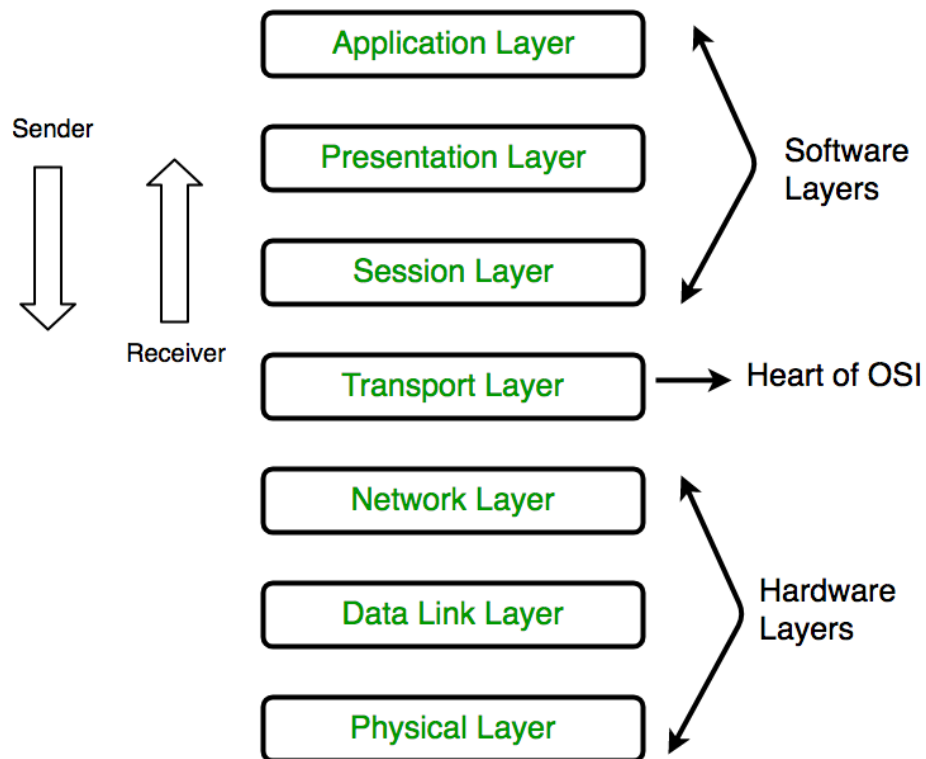 Application Layer
Sender
Presentation Layer
Software
Layers
Session Layer
Receiver
Transport Layer
Heart of OSI
Network Layer
Hardware
Layers
Data Link Layer
Physical Layer